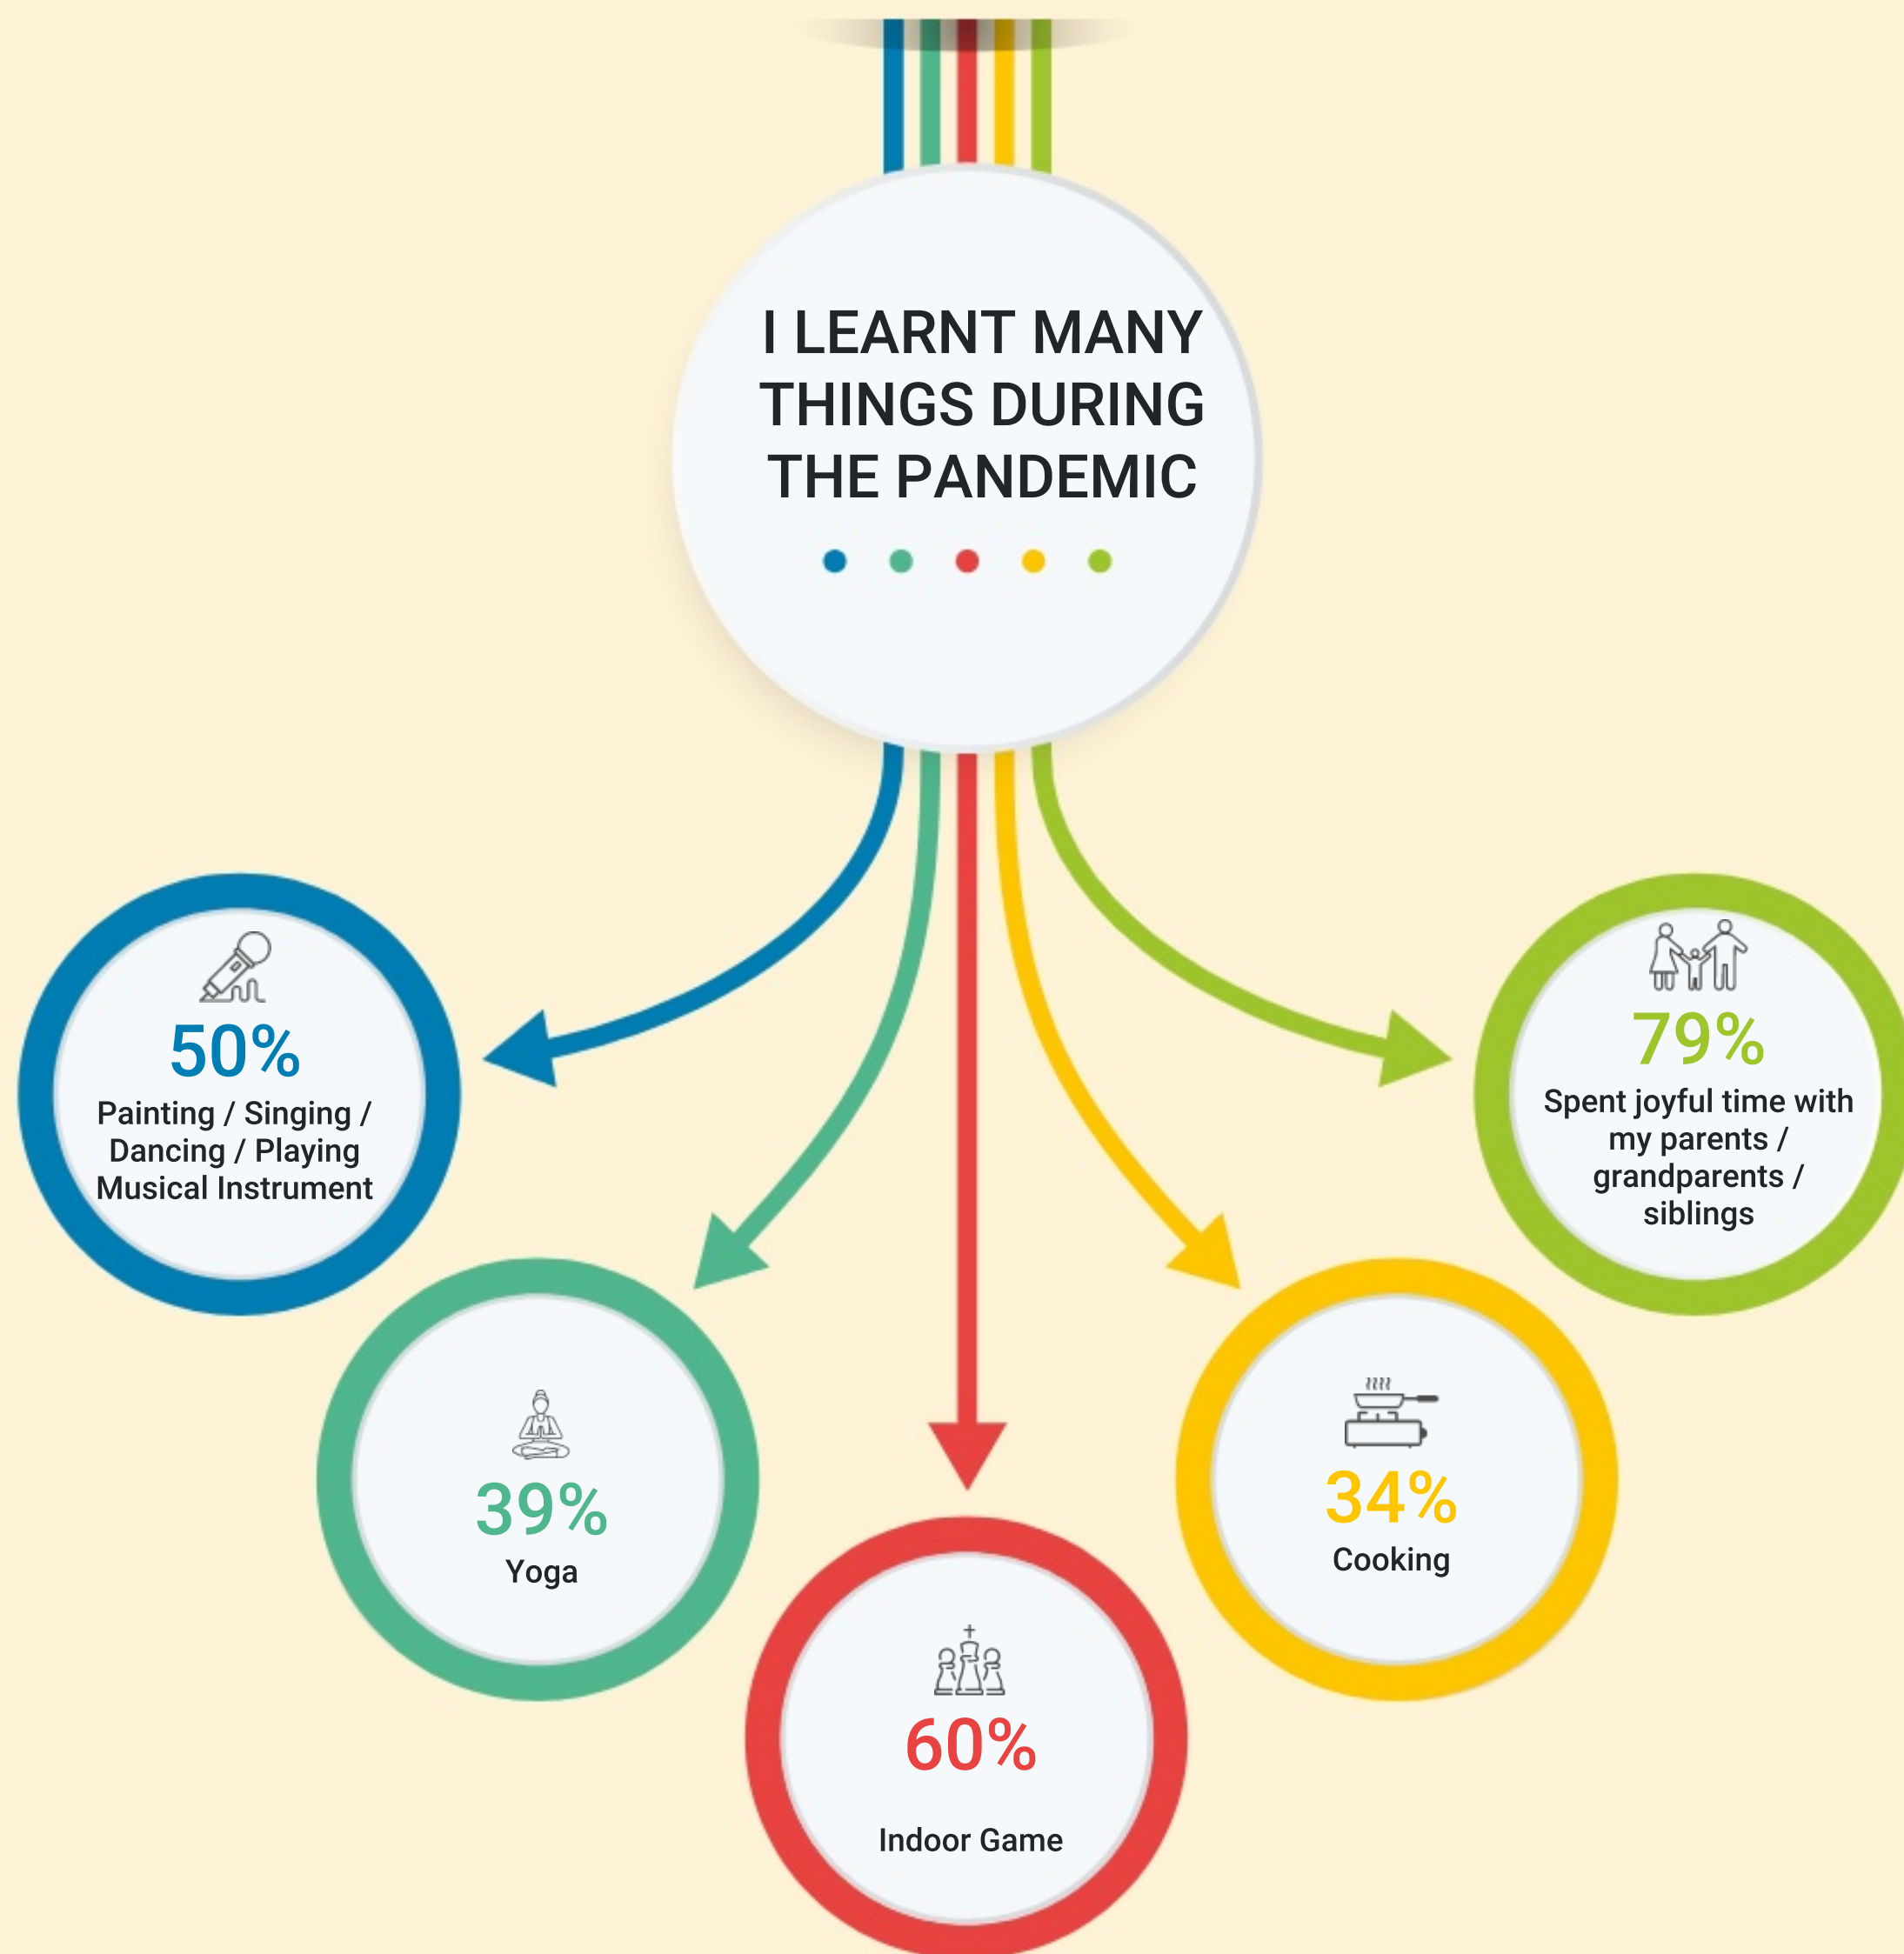 I LEARNT MANY
THINGS DURING
THE PANDEMIC
50%
Painting / Singing /
Dancing / Playing
Musical Instrument
79%
Spent joyful time with
my parents /
grandparents /
siblings
39%
Yoga
34%
Cooking
60%
Indoor Game